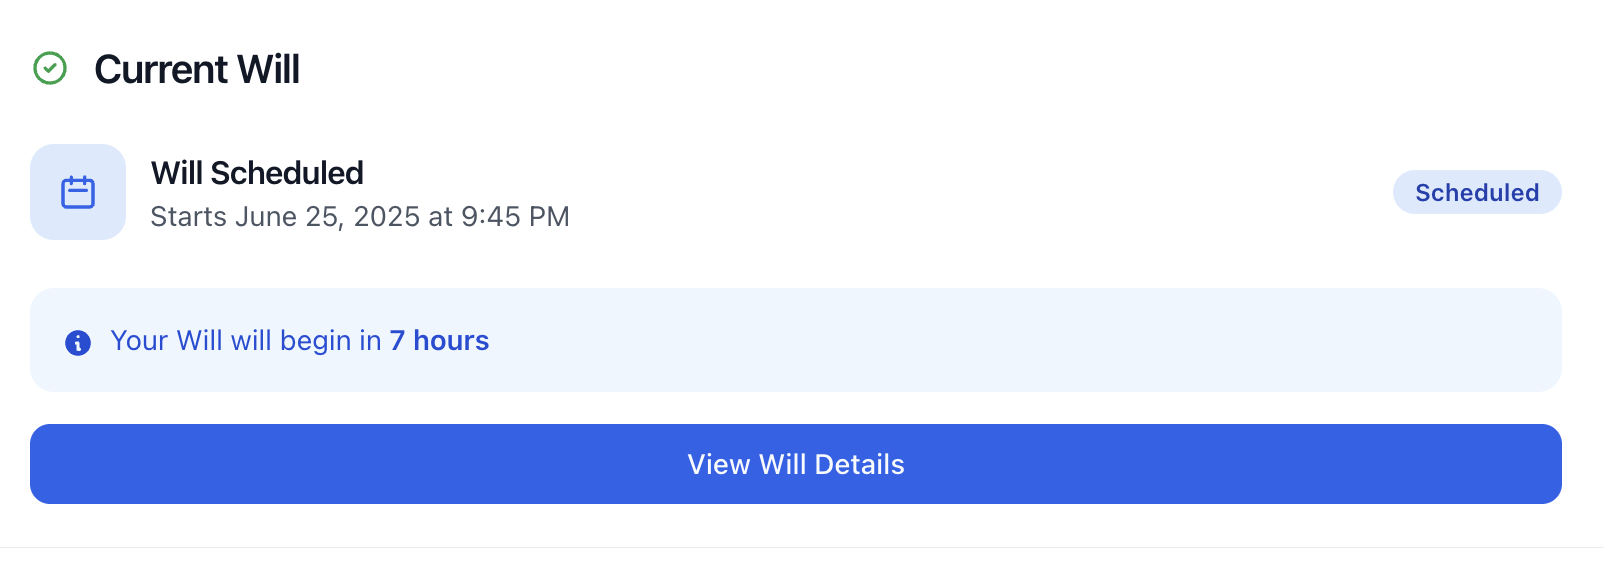 Current Will
Will Scheduled
Starts June 25, 2025 at 9:45 PM
Scheduled
Your Will will begin in 7 hours
View Will Details